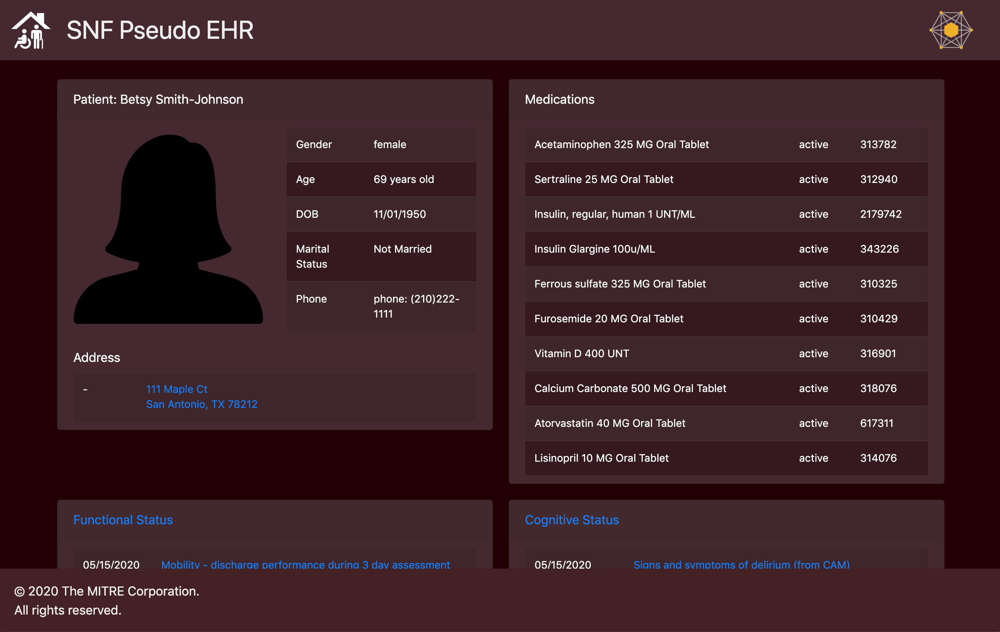 SNF Pseudo EHR
Patient: Betsy Smith-Johnson
Gender female
Age 69 years old
DOB 11/01/1950
Marital Status Not Married
Phone phone: (210)222-
1111
Address
- 111 Maple Ct
San Antonio, TX 78212
Medications
Acetaminophen 325 MG Oral Tablet active 313782
Sertraline 25 MG Oral Tablet active 312940
Insulin, regular, human 1 UNT/ML active 2179742
Insulin Glargine 100u/ML active 343226
Ferrous sulfate 325 MG Oral Tablet active 310325
Furosemide 20 MG Oral Tablet active 310429
Vitamin D 400 UNT active 316901
Calcium Carbonate 500 MG Oral Tablet active 318076
Atorvastatin 40 MG Oral Tablet active 617311
Lisinopril 10 MG Oral Tablet active 314076
Functional Status
05/15/2020 Mobility - discharge performance during 3 day assessment
Cognitive Status
05/15/2020 Signs and symptoms of delirium (from CAM)
© 2020 The MITRE Corporation.
All rights reserved.